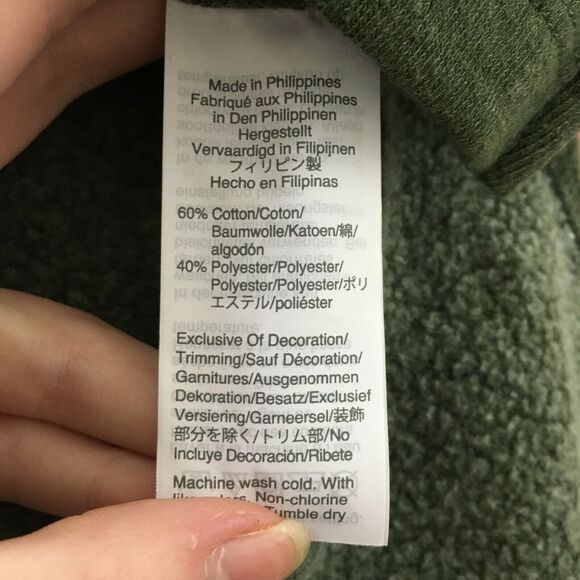 Made in Philippines
Fabriqué aux Philippines
in Den Philippinen
Hergestellt
Vervaardigd in Filipijnen
フィリピン製
Hecho en Filipinas
60% Cotton/Coton/
Baumwolle/Katoen/綿/
algodón
40% Polyester/Polyester/
Polyester/Polyester/ポリ
エステル/poliéster
Exclusive Of Decoration/
Trimming/Sauf Décoration/
Garnitures/Ausgenommen
Dekoration/Besatz/Exclusief
Versiering/Garneersel/装飾
部分を除く/トリム部/No
Incluye Decoración/Ribete
Machine wash cold. With
Non-chlorine
Tumble dry